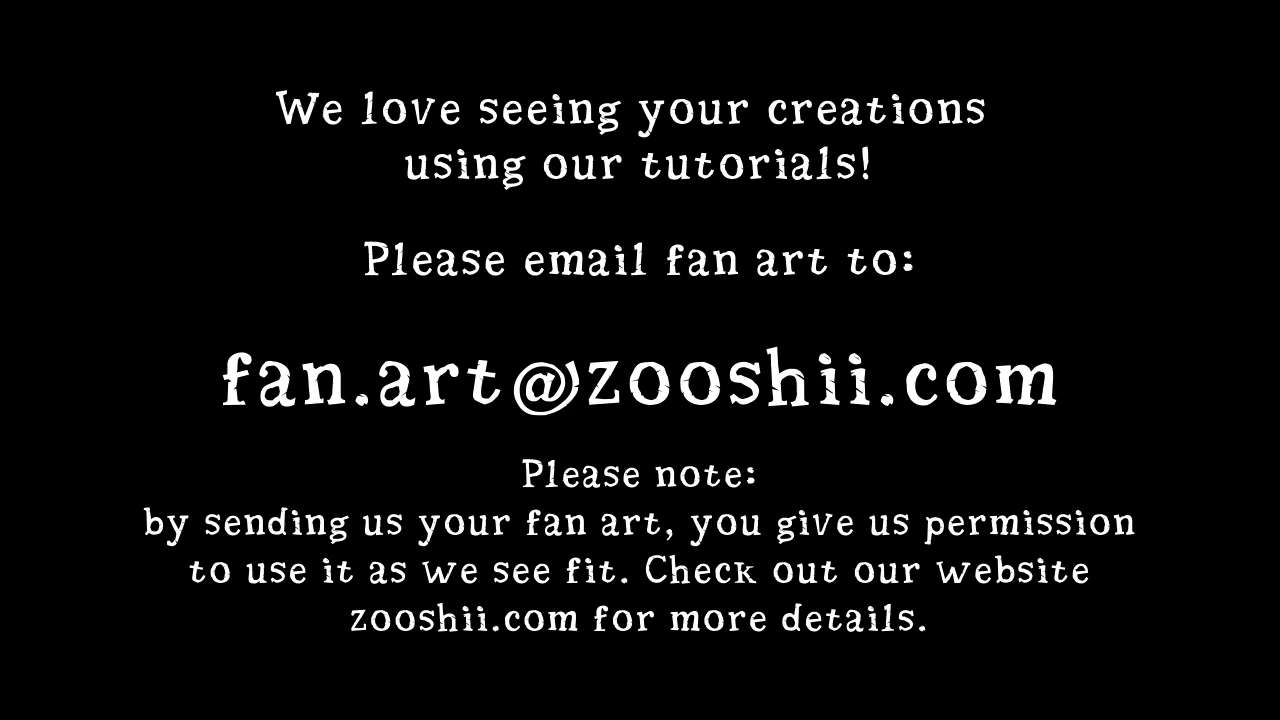 We love seeing your creations
using our tutorials!
Please email fan art to:
fan.art@zooshii.com
Please note:
by sending us your fan art, you give us permission
to use it as we see fit. Check out our website
zooshii.com for more details.